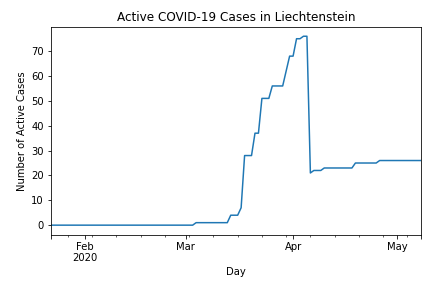 Active COVID-19 Cases in Liechtenstein
Number of Active Cases
70
60
50
40
30
20
10
0
Feb Mar Apr May
2020
Day